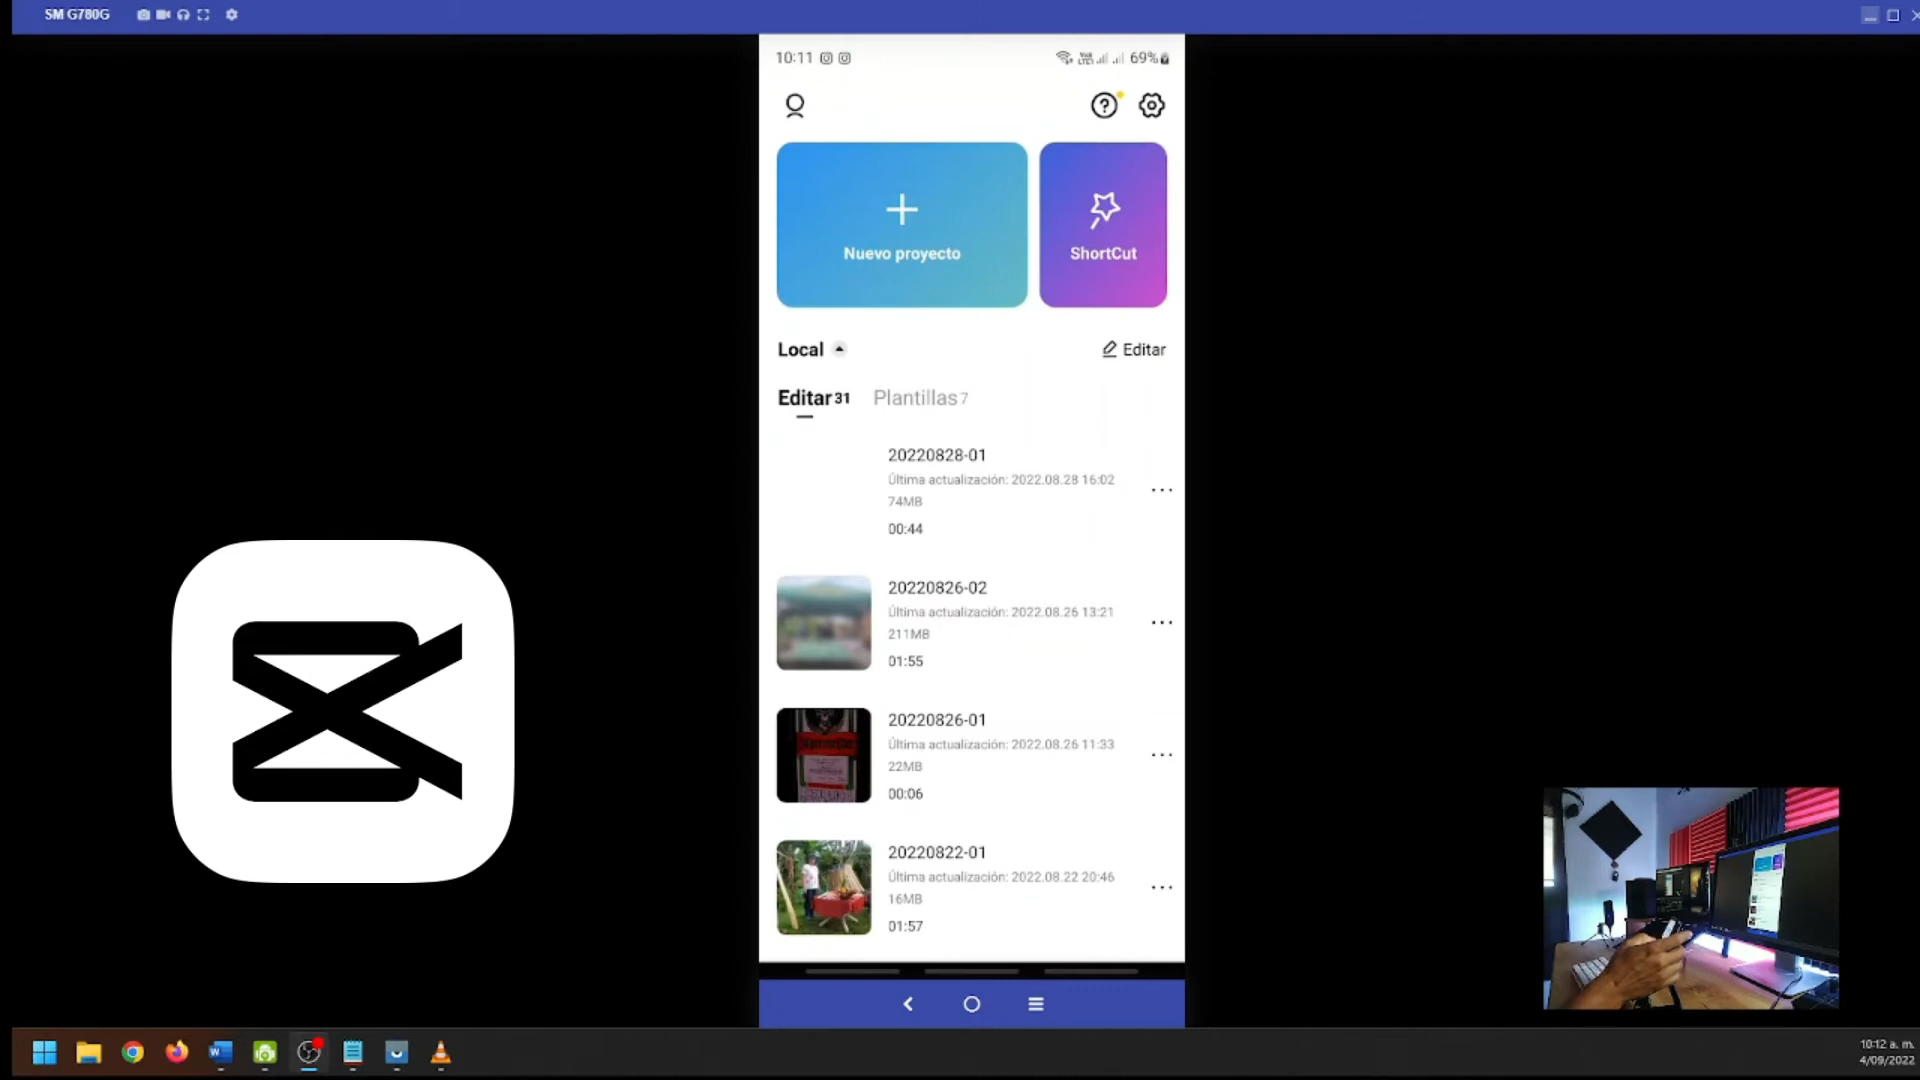 SM G780G
10:11
69%
Nuevo proyecto
ShortCut
Local
Editar
Editar 31
Plantillas 7
20220828-01
Última actualización: 2022.08.28 16:02
74MB
00:44
20220826-02
Última actualización: 2022.08.26 13:21
211MB
01:55
20220826-01
Última actualización: 2022.08.26 11:33
22MB
00:06
20220822-01
Última actualización: 2022.08.22 20:46
16MB
01:57
10:12 a. m.
4/09/2022